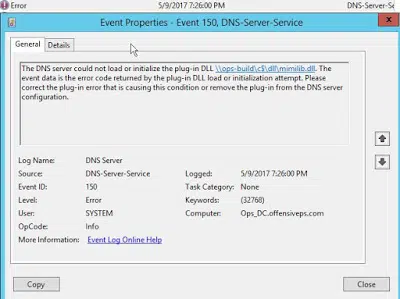 Error 5/9/2017 7:26:00 PM DNS-Server-Se
Event Properties - Event 150, DNS-Server-Service
x
General Details
The DNS server could not load or initialize the plug-in DLL \\ops-build\c$\dll\mimilib.dll. The
event data is the error code returned by the plug-in DLL load or initialization attempt. Please
correct the plug-in error that is causing this condition or remove the plug-in from the DNS server
configuration.
Log Name: DNS Server
Source: DNS-Server-Service Logged: 5/9/2017 7:26:00 PM
Event ID: 150 Task Category: None
Level: Error Keywords: (32768)
User: SYSTEM Computer: Ops_DC.offensiveps.com
OpCode: Info
More Information: Event Log Online Help
Copy Close